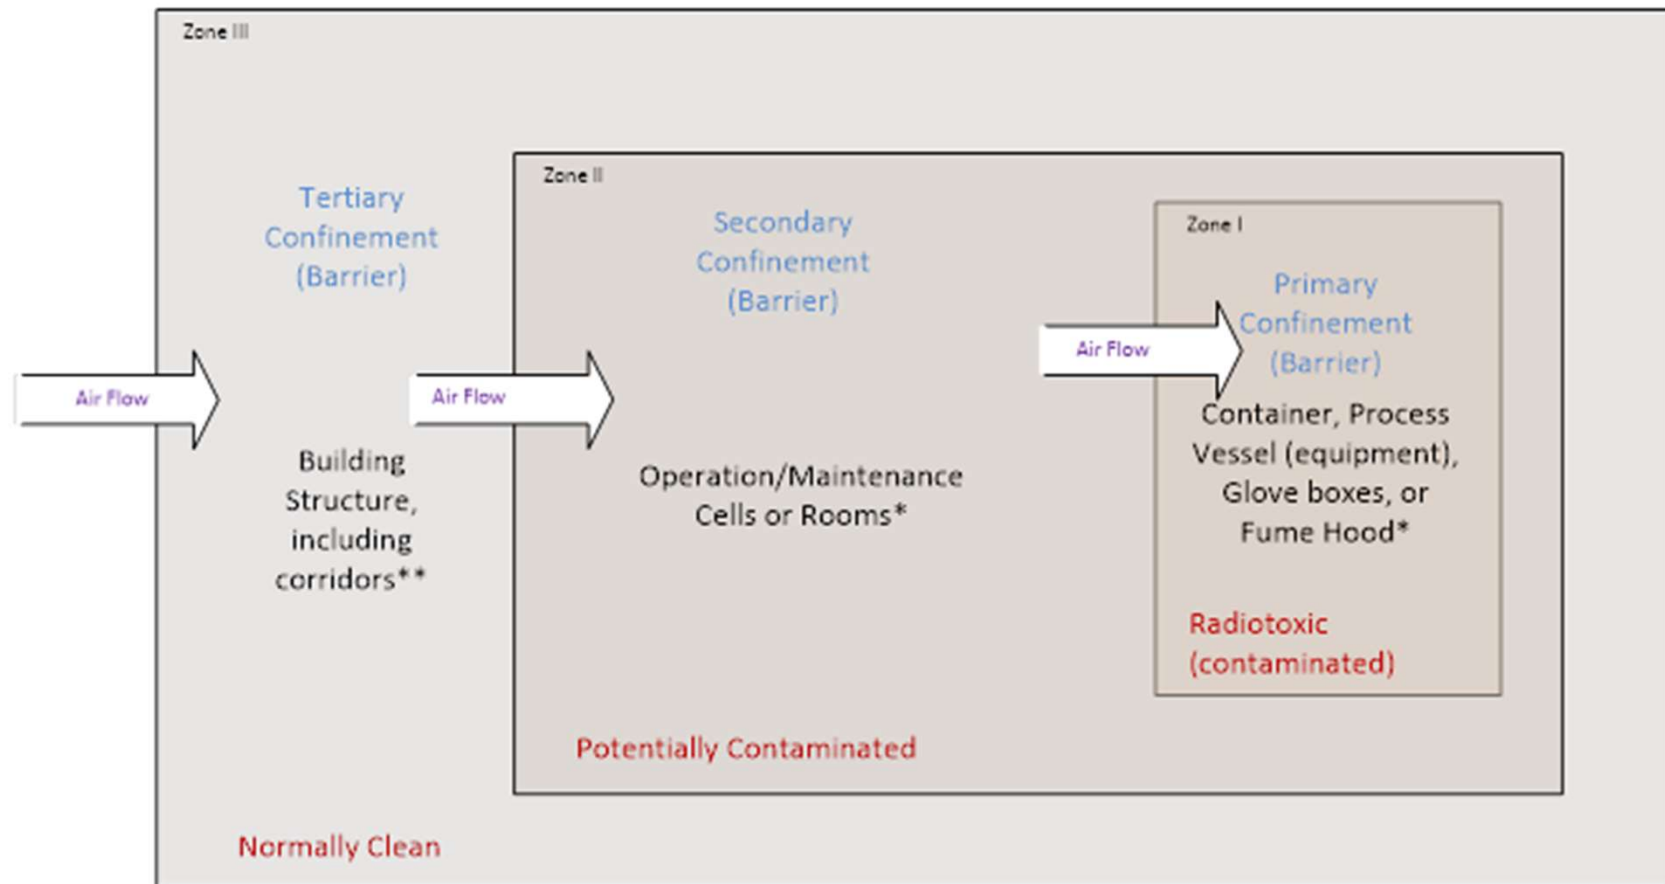 Zone III
Tertiary
Confinement
(Barrier)
Air Flow
Building
Structure,
including
corridors**
Normally Clean
Zone II
Secondary
Confinement
(Barrier)
Air Flow
Operation/Maintenance
Cells or Rooms*
Potentially Contaminated
Zone I
Primary
Confinement
(Barrier)
Air Flow
Container, Process
Vessel (equipment),
Glove boxes, or
Fume Hood*
Radiotoxic
(contaminated)